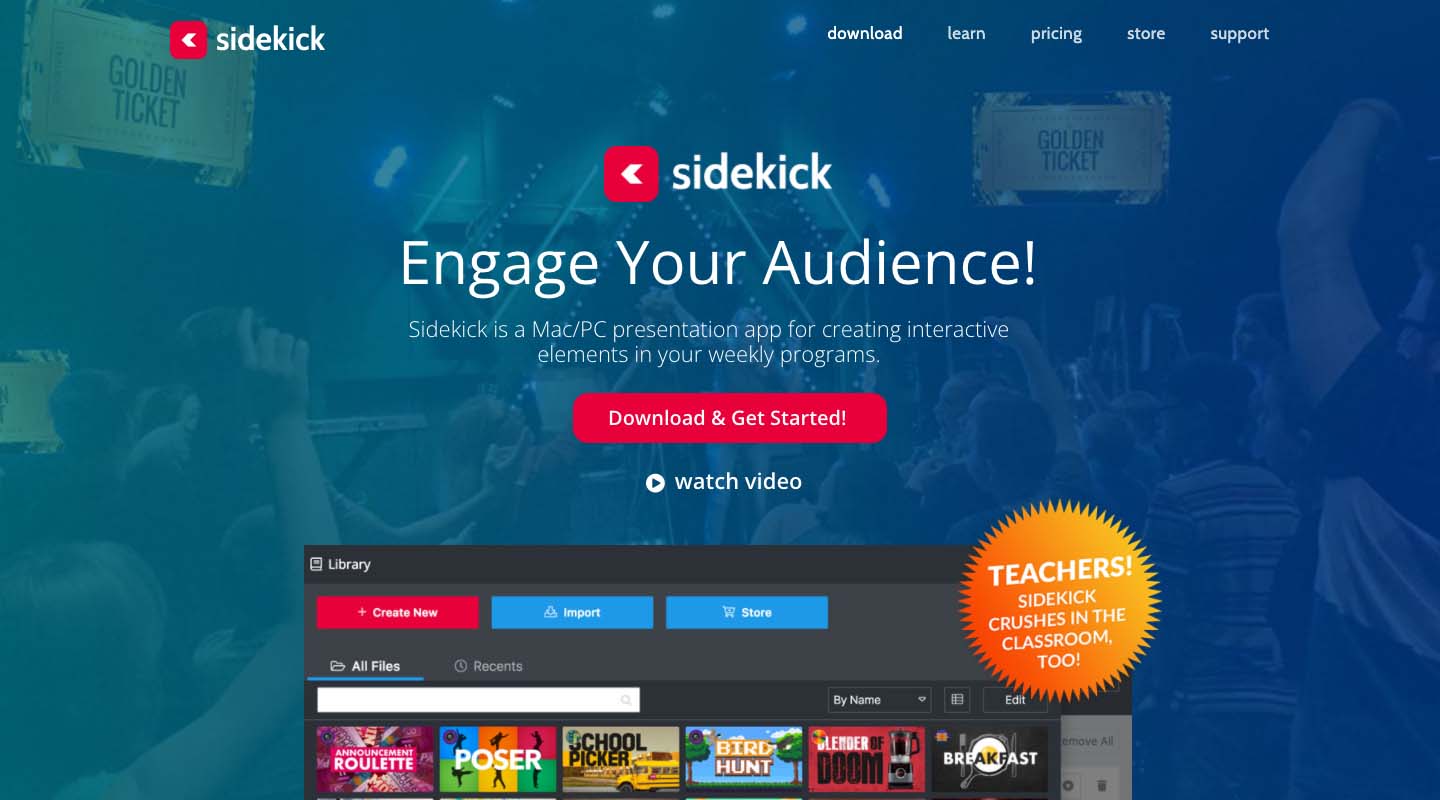 GOLDEN
TICKET
sidekick
download
learn
pricing
store
support
GOLDEN
TICKET
sidekick
Engage Your Audience!
Sidekick is a Mac/PC presentation app for creating interactive
elements in your weekly programs.
Download & Get Started!
watch video
Library
+ Create New
Import
Store
TEACHERS!
SIDEKICK
CRUSHES IN THE
CLASSROOM,
TOO!
All Files
Recents
By Name
Edit
ANNOUNCEMENT
ROULETTE
POSER
SCHOOL
PICKER
BIRD
HUNT
BLENDER OF
DOOM
BREAKFAST
All